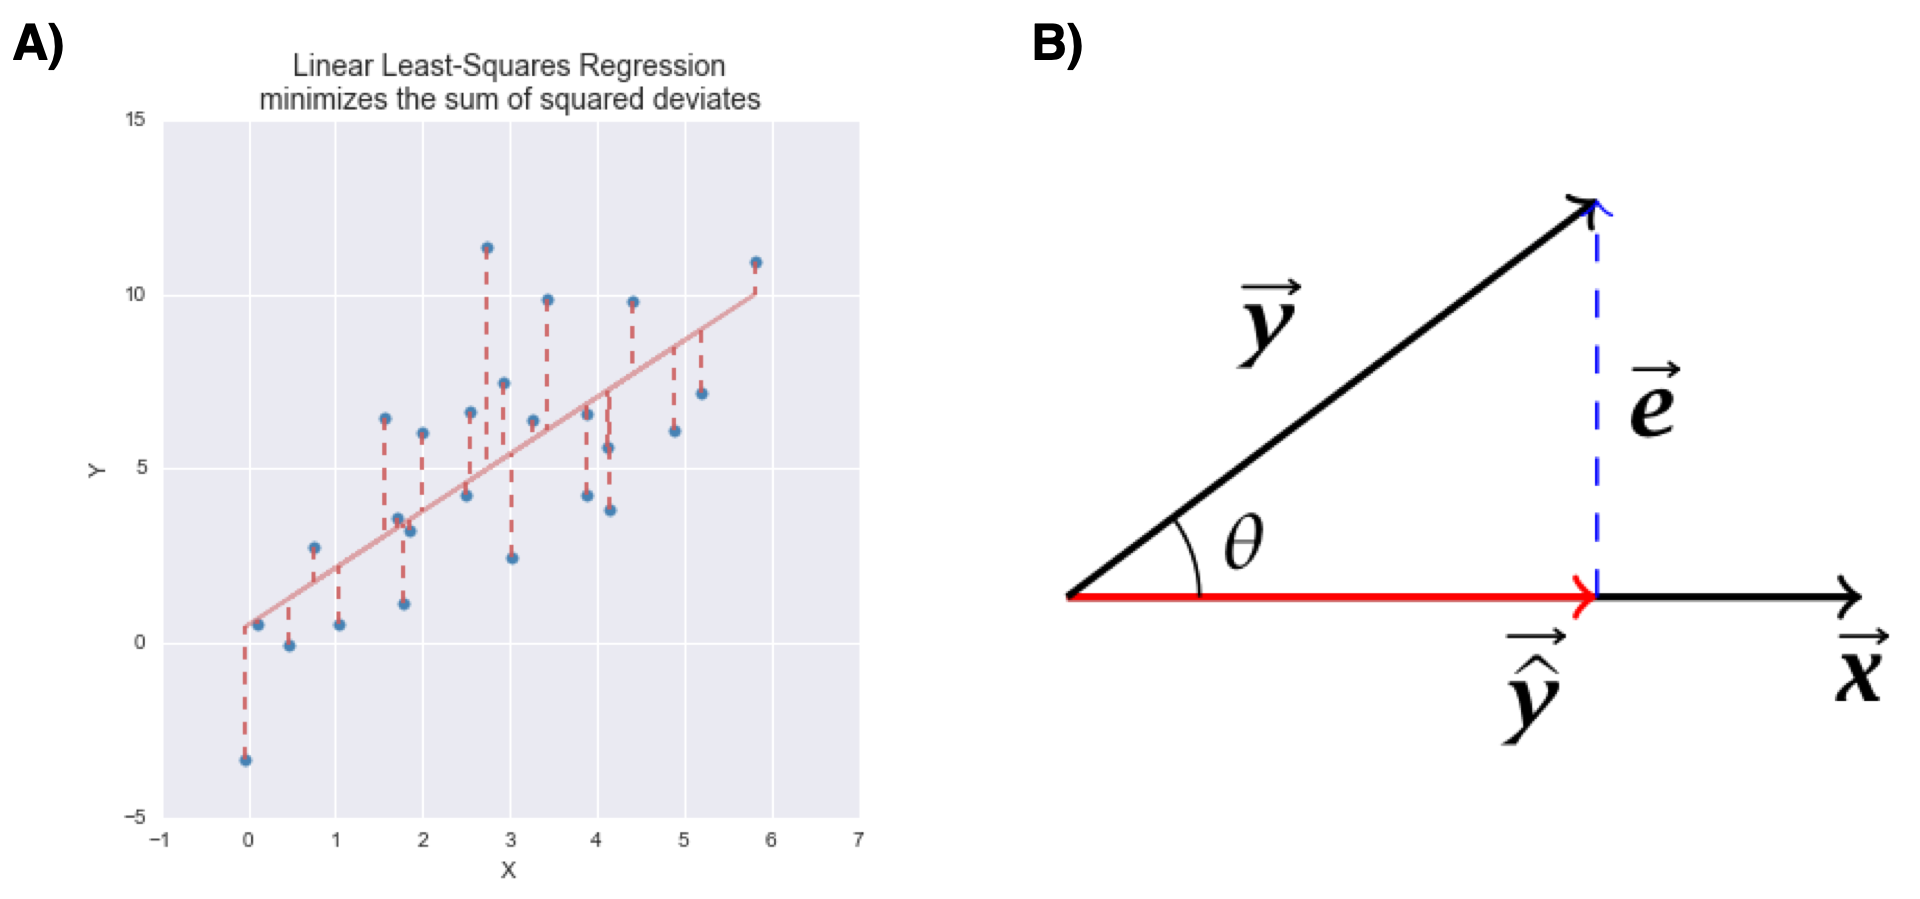 A)
Linear Least-Squares Regression
minimizes the sum of squared deviates
15
10
5
0
−5
Y
−1 0 1 2 3 4 5 6 7
X
B)
y⃗
θ
e⃗
ŷ⃗
x⃗